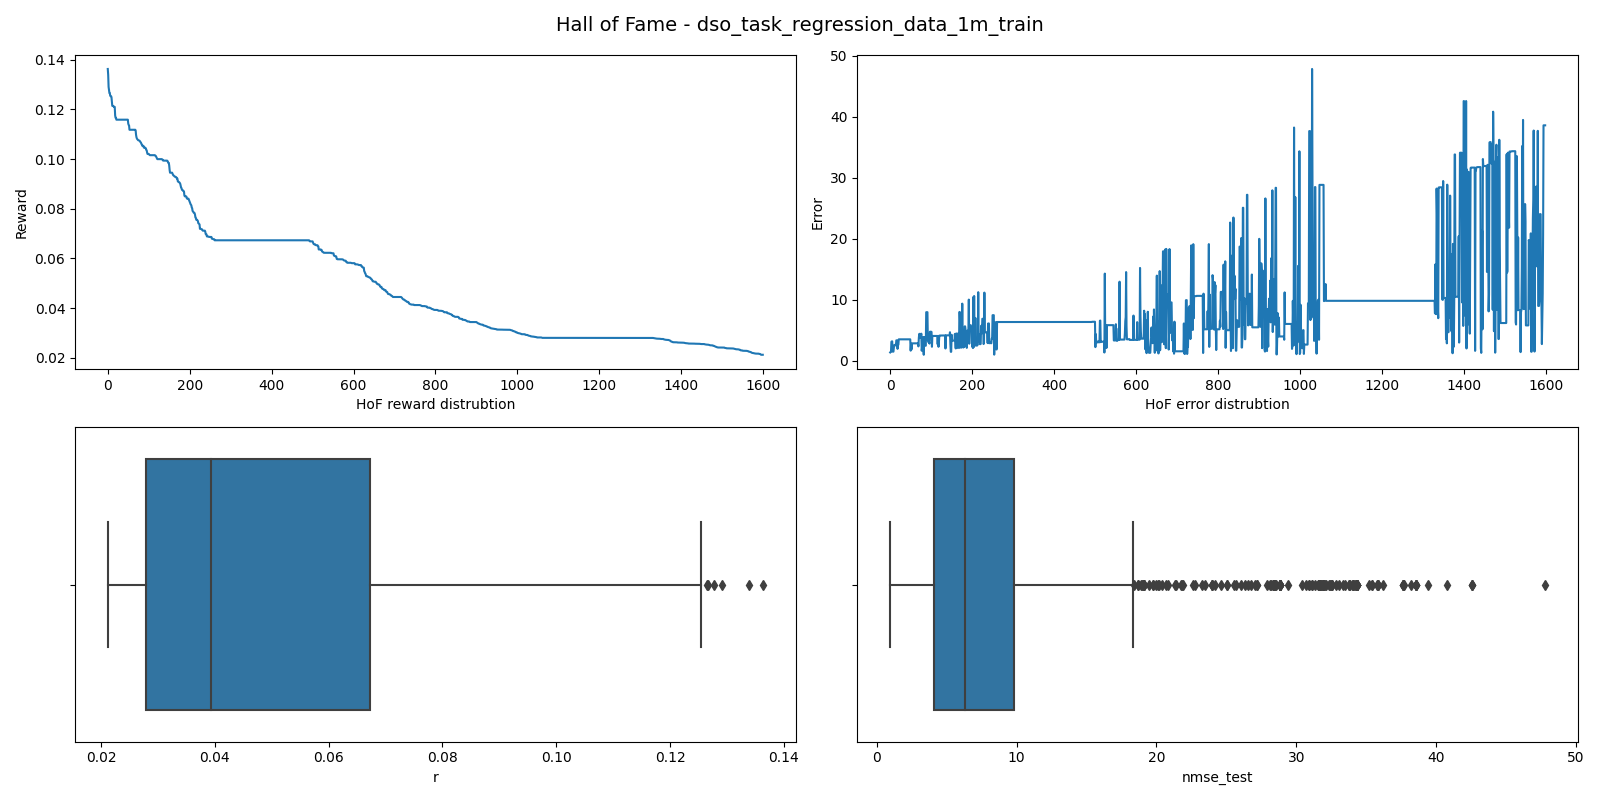 Hall of Fame - dso_task_regression_data_1m_train
0.14
0.12
0.10
0.08
0.06
0.04
0.02
Reward
0 200 400 600 800 1000 1200 1400 1600
HoF reward distrubtion
50
40
30
20
10
0
Error
0 200 400 600 800 1000 1200 1400 1600
HoF error distrubtion
0.02 0.04 0.06 0.08 0.10 0.12 0.14
r
0 10 20 30 40 50
nmse_test